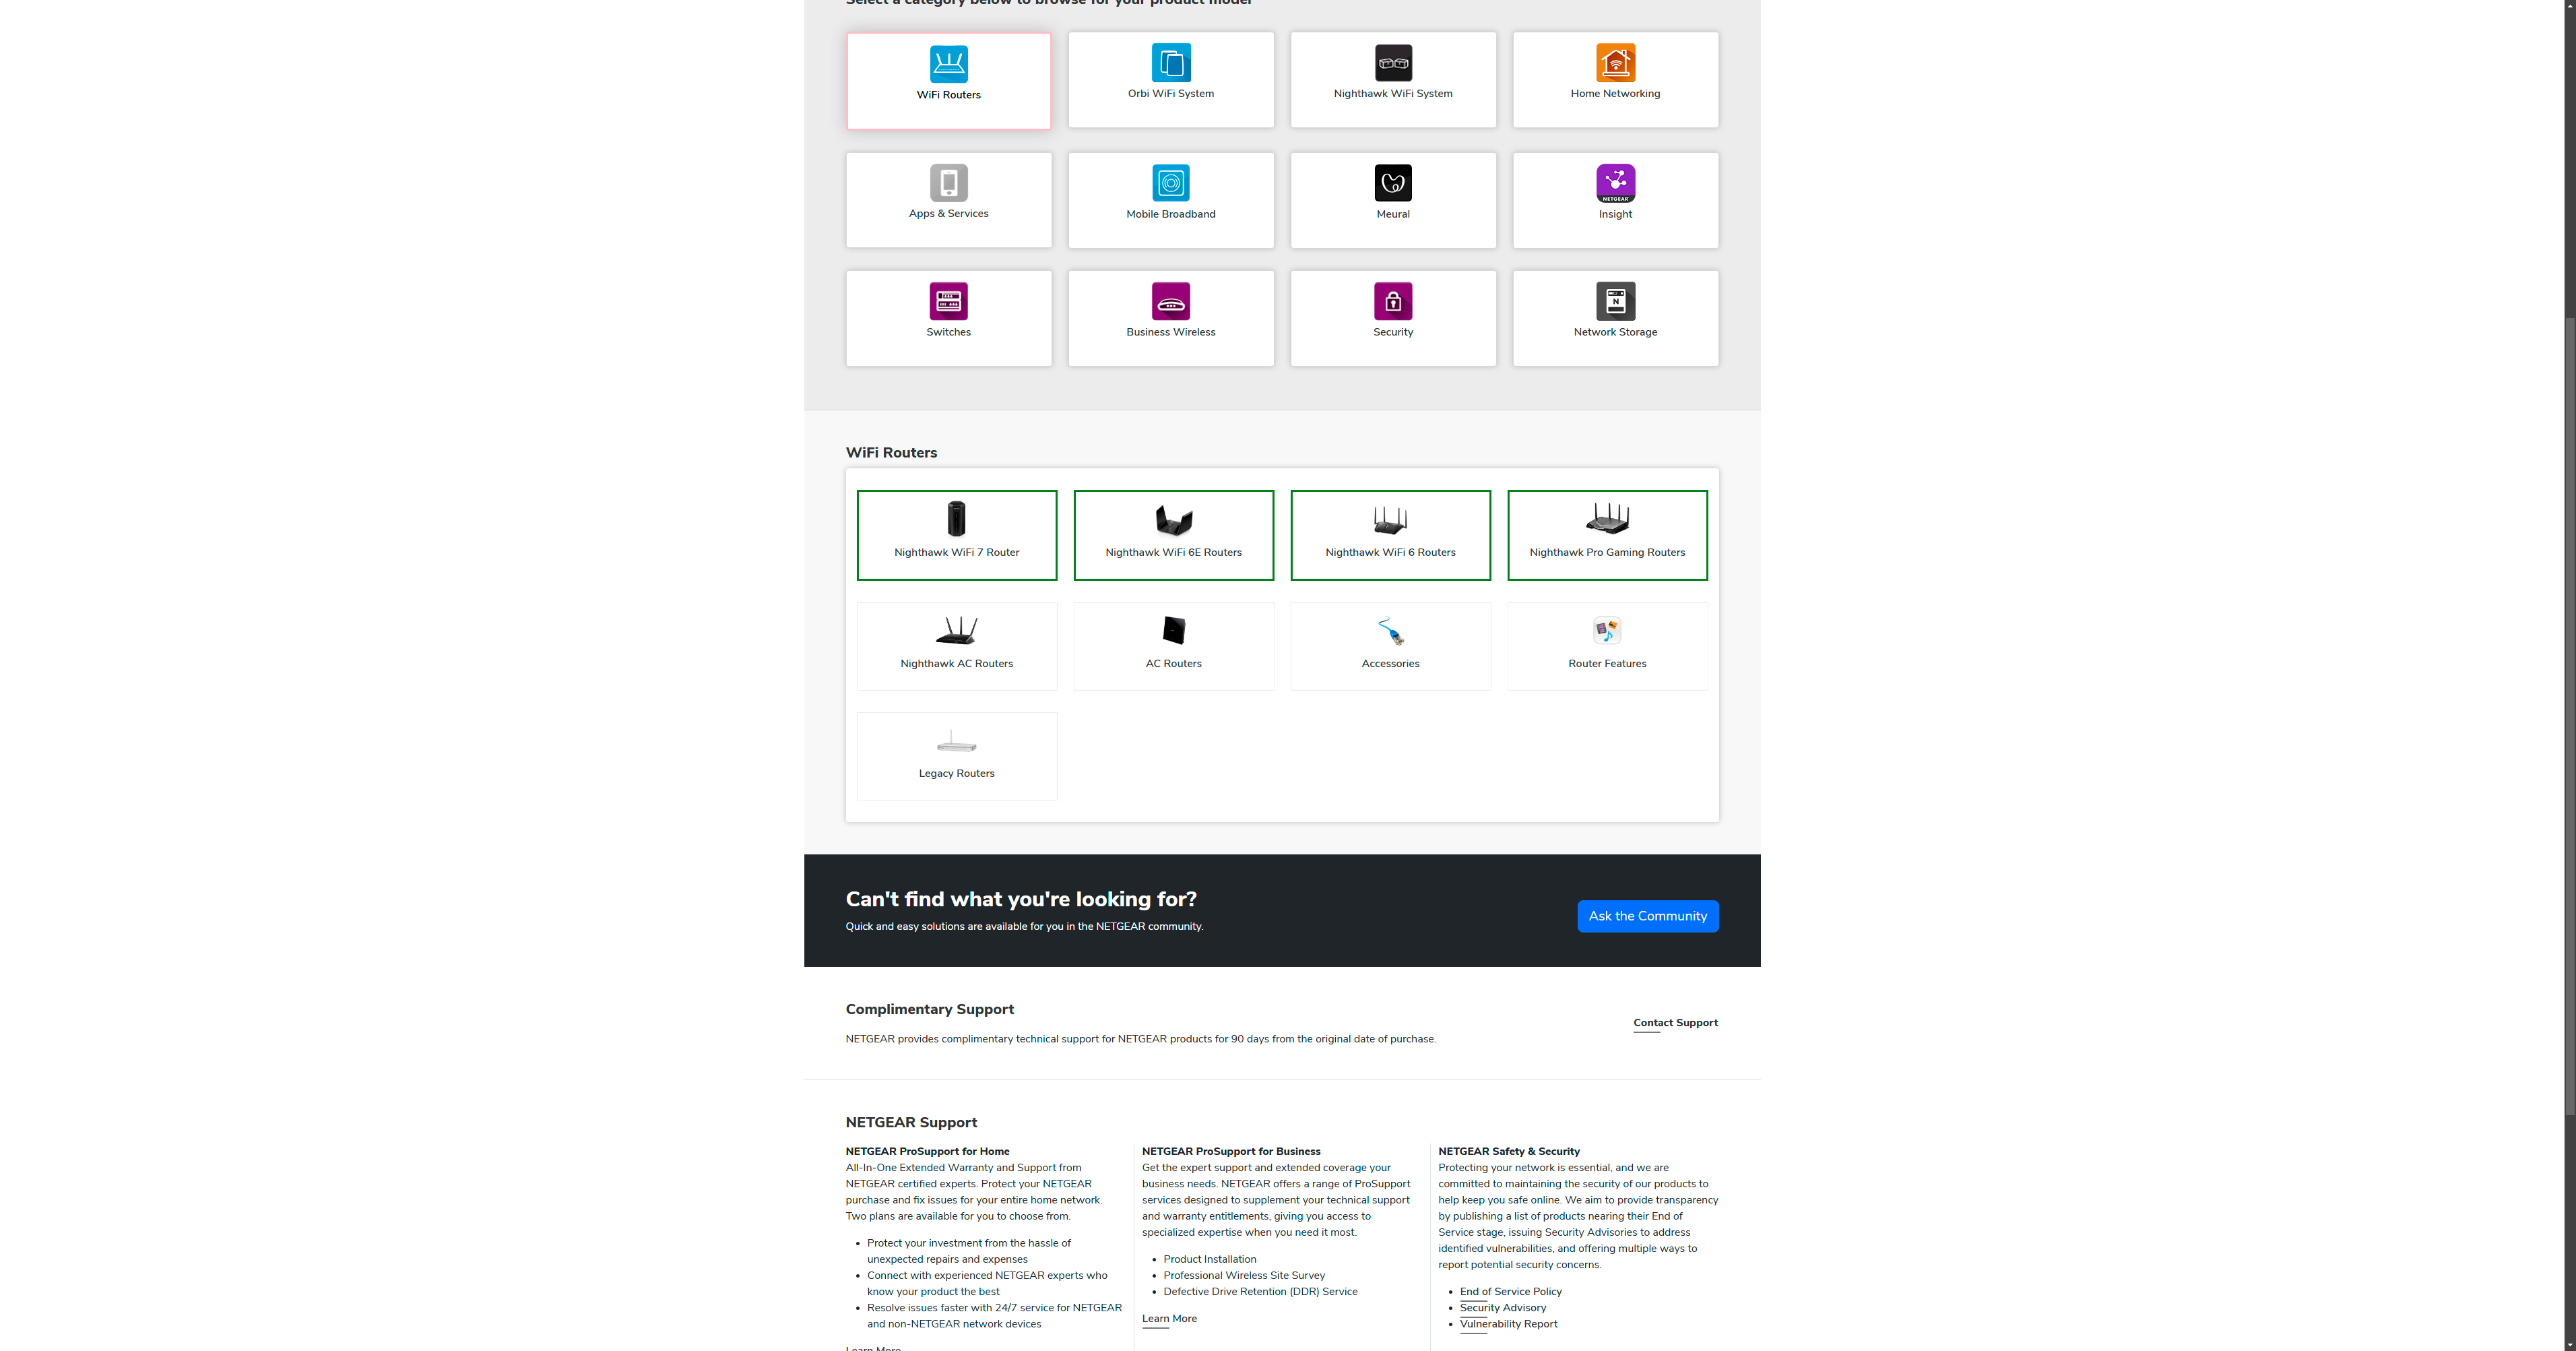 Select a category below to browse for your product model
WiFi Routers
Orbi WiFi System
Nighthawk WiFi System
Home Networking
Apps & Services
Mobile Broadband
Meural
NETGEAR
Insight
Switches
Business Wireless
Security
N
Network Storage
WiFi Routers
Nighthawk WiFi 7 Router
Nighthawk WiFi 6E Routers
Nighthawk WiFi 6 Routers
Nighthawk Pro Gaming Routers
Nighthawk AC Routers
AC Routers
Accessories
Router Features
Legacy Routers
Can't find what you're looking for?
Quick and easy solutions are available for you in the NETGEAR community.
Ask the Community
Complimentary Support
NETGEAR provides complimentary technical support for NETGEAR products for 90 days from the original date of purchase.
Contact Support
NETGEAR Support
NETGEAR ProSupport for Home
All-In-One Extended Warranty and Support from
NETGEAR certified experts. Protect your NETGEAR
purchase and fix issues for your entire home network.
Two plans are available for you to choose from.
Protect your investment from the hassle of
unexpected repairs and expenses
Connect with experienced NETGEAR experts who
know your product the best
Resolve issues faster with 24/7 service for NETGEAR
and non-NETGEAR network devices
Learn More
NETGEAR ProSupport for Business
Get the expert support and extended coverage your
business needs. NETGEAR offers a range of ProSupport
services designed to supplement your technical support
and warranty entitlements, giving you access to
specialized expertise when you need it most.
Product Installation
Professional Wireless Site Survey
Defective Drive Retention (DDR) Service
Learn More
NETGEAR Safety & Security
Protecting your network is essential, and we are
committed to maintaining the security of our products to
help keep you safe online. We aim to provide transparency
by publishing a list of products nearing their End of
Service stage, issuing Security Advisories to address
identified vulnerabilities, and offering multiple ways to
report potential security concerns.
End of Service Policy
Security Advisory
Vulnerability Report